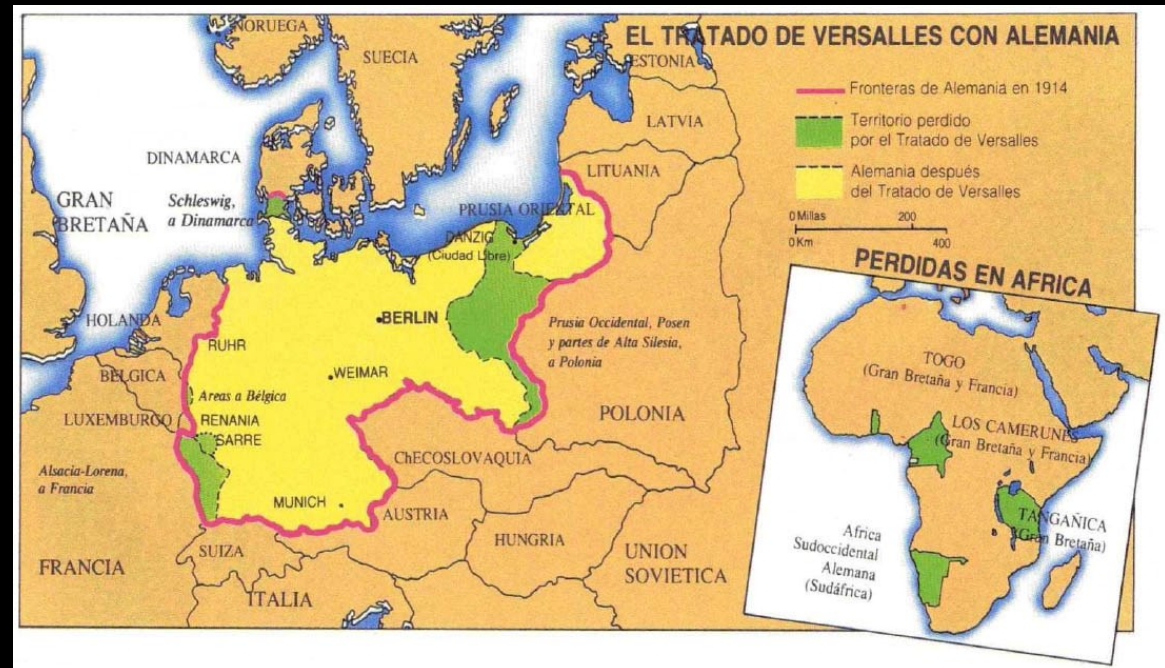 EL TRATADO DE VERSALLES CON ALEMANIA
Fronteras de Alemania en 1914
Territorio perdido
por el Tratado de Versalles
Alemania después
del Tratado de Versalles
0 Millas 200
0 Km 400
NORUEGA
SUECIA
ESTONIA
LATVIA
LITUANIA
DINAMARCA
GRAN
BRETAÑA
Schleswig,
a Dinamarca
PRUSIA ORIENTAL
DANZIG
(Ciudad Libre)
HOLANDA
BERLIN
RUHR
Prusia Occidental, Posen
y partes de Alta Silesia,
a Polonia
BELGICA
WEIMAR
Areas a Bélgica
LUXEMBURGO
RENANIA
SARRE
POLONIA
ChECOSLOVAQUIA
Alsacia-Lorena,
a Francia
MUNICH
AUSTRIA
SUIZA
HUNGRIA
UNION
SOVIETICA
FRANCIA
ITALIA
PERDIDAS EN AFRICA
TOGO
(Gran Bretaña y Francia)
LOS CAMERUNES
(Gran Bretaña y Francia)
TANGAÑICA
(Gran Bretaña)
Africa
Sudoccidental
Alemana
(Sudáfrica)